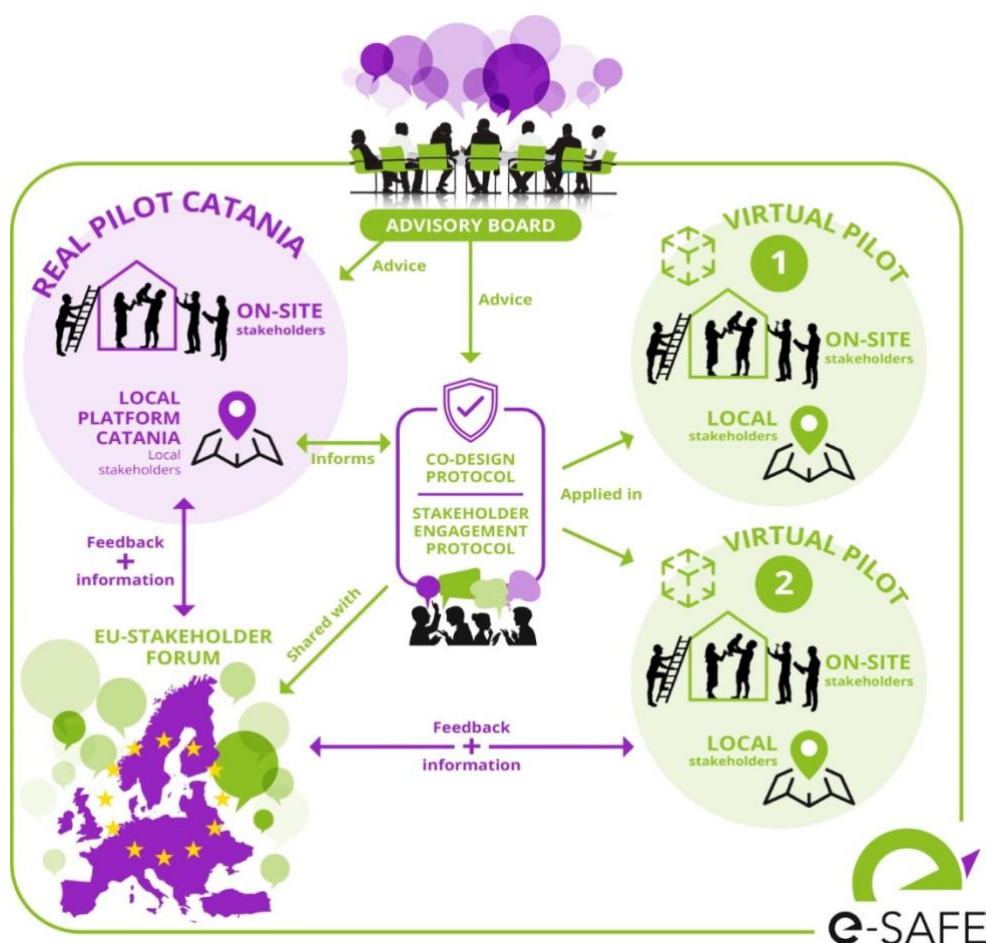 ADVISORY BOARD
Advice
Advice
REAL PILOT CATANIA
ON-SITE
stakeholders
LOCAL
PLATFORM
CATANIA
Local
stakeholders
Informs
CO-DESIGN
PROTOCOL
STAKEHOLDER
ENGAGEMENT
PROTOCOL
Applied in
VIRTUAL PILOT
1
ON-SITE
stakeholders
LOCAL
stakeholders
VIRTUAL PILOT
2
ON-SITE
stakeholders
LOCAL
stakeholders
Feedback
+
information
Shared with
EU-STAKEHOLDER
FORUM
Feedback
+
information
e-SAFE